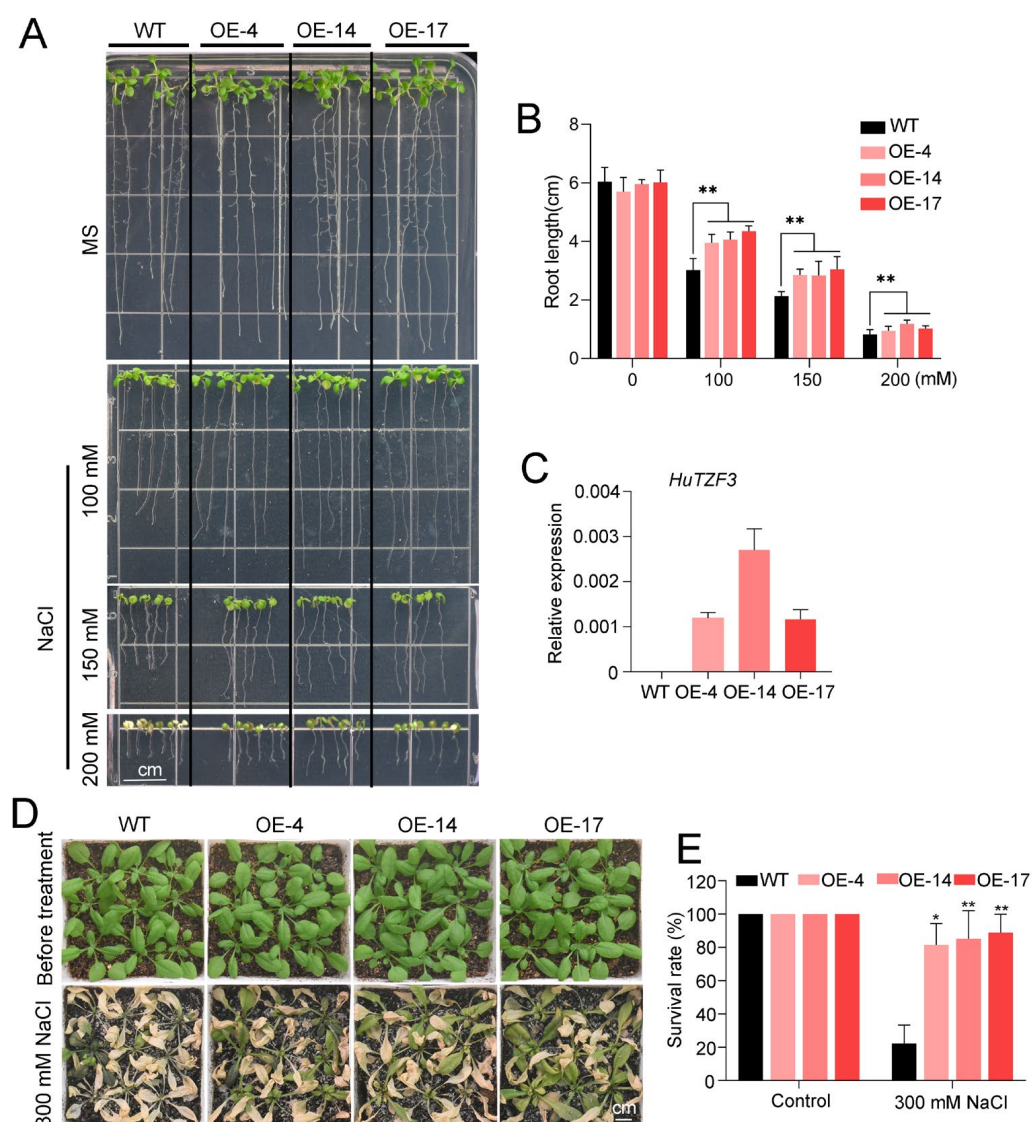 A
WT OE-4 OE-14 OE-17
MS
NaCl
100 mM
150 mM
200 mM
cm
B
Root length(cm)
8
6
4
2
0
WT
OE-4
OE-14
OE-17
**
**
**
0 100 150 200 (mM)
C
HuTZF3
Relative expression
0.004
0.003
0.002
0.001
0
WT OE-4 OE-14 OE-17
D
WT OE-4 OE-14 OE-17
Before treatment
300 mM NaCl
cm
E
WT OE-4 OE-14 OE-17
Survival rate (%)
120
100
80
60
40
20
0
* ** **
Control 300 mM NaCl